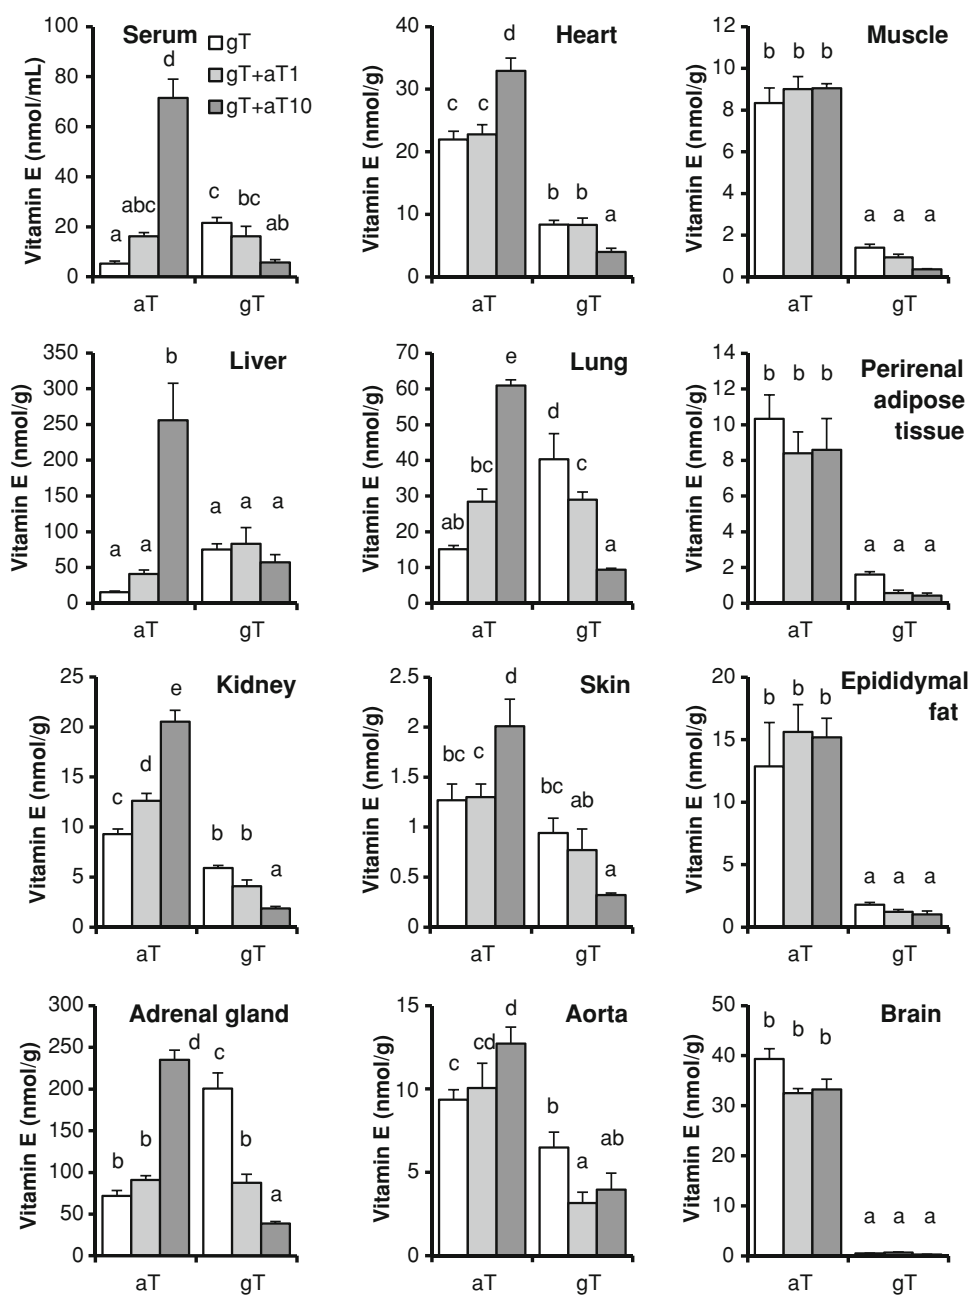 Serum
gT
gT+aT1
gT+aT10
Vitamin E (nmol/mL)
100
80
60
40
20
0
a
abc
d
c
bc
ab
aT
gT
Heart
Vitamin E (nmol/g)
40
30
20
10
0
c
c
d
b
b
a
aT
gT
Muscle
Vitamin E (nmol/g)
12
10
8
6
4
2
0
b
b
b
a
a
a
aT
gT
Liver
Vitamin E (nmol/g)
350
300
250
200
150
100
50
0
a
a
b
a
a
a
aT
gT
Lung
Vitamin E (nmol/g)
70
60
50
40
30
20
10
0
ab
bc
e
d
c
a
aT
gT
Perirenal
adipose
tissue
Vitamin E (nmol/g)
14
12
10
8
6
4
2
0
b
b
b
a
a
a
aT
gT
Kidney
Vitamin E (nmol/g)
25
20
15
10
5
0
c
d
e
b
b
a
aT
gT
Skin
Vitamin E (nmol/g)
2.5
2
1.5
1
0.5
0
bc
c
d
bc
ab
a
aT
gT
Epididymal
fat
Vitamin E (nmol/g)
20
15
10
5
0
b
b
b
a
a
a
aT
gT
Adrenal gland
Vitamin E (nmol/g)
300
250
200
150
100
50
0
b
b
d
c
b
a
aT
gT
Aorta
Vitamin E (nmol/g)
15
10
5
0
c
cd
d
b
a
ab
aT
gT
Brain
Vitamin E (nmol/g)
50
40
30
20
10
0
b
b
b
a
a
a
aT
gT